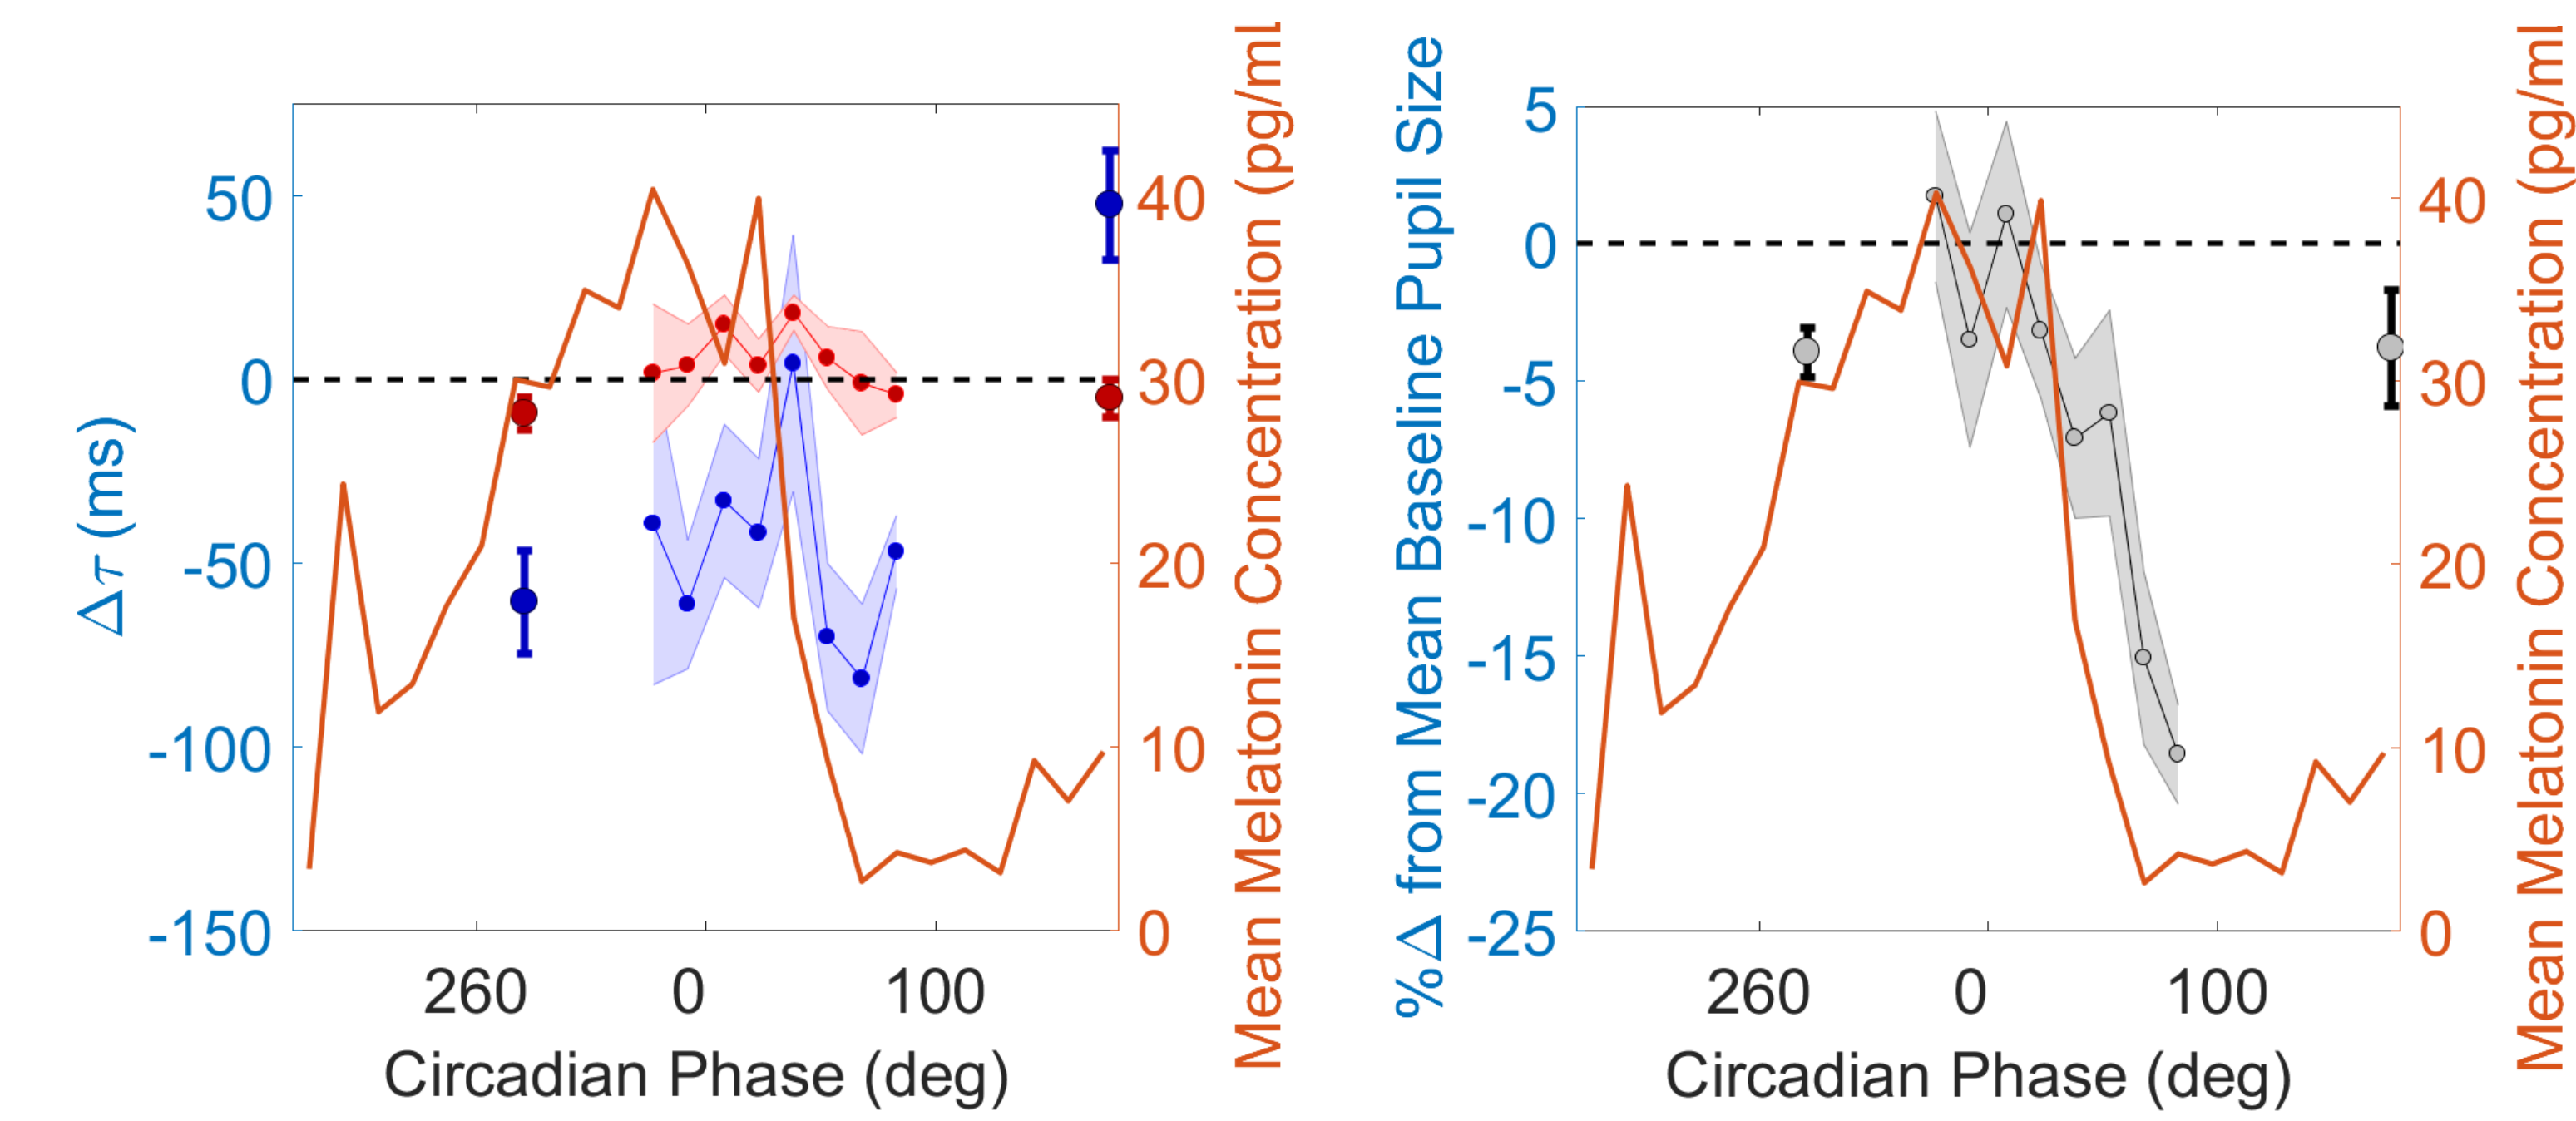 Δτ (ms)
50
0
-50
-100
-150
40
30
20
10
0
Mean Melatonin Concentration (pg/mL
260 0 100
Circadian Phase (deg)
%Δ from Mean Baseline Pupil Size
5
0
-5
-10
-15
-20
-25
40
30
20
10
0
Mean Melatonin Concentration (pg/ml
260 0 100
Circadian Phase (deg)